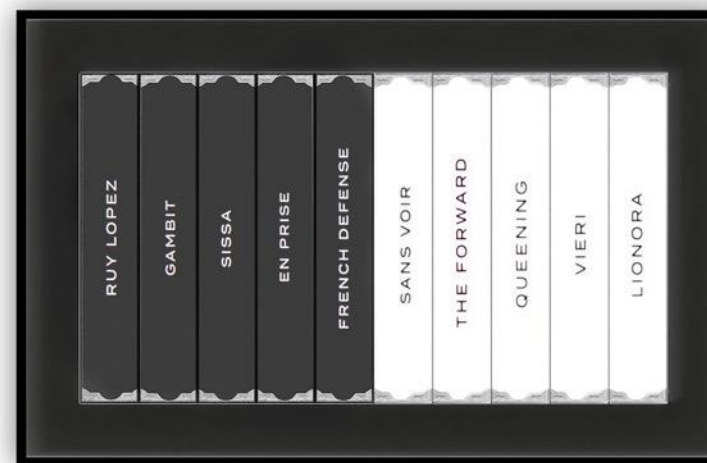 RUY LOPEZ
GAMBIT
SISSA
EN PRISE
FRENCH DEFENSE
SANS VOIR
THE FORWARD
QUEENING
VIERI
LIONORA